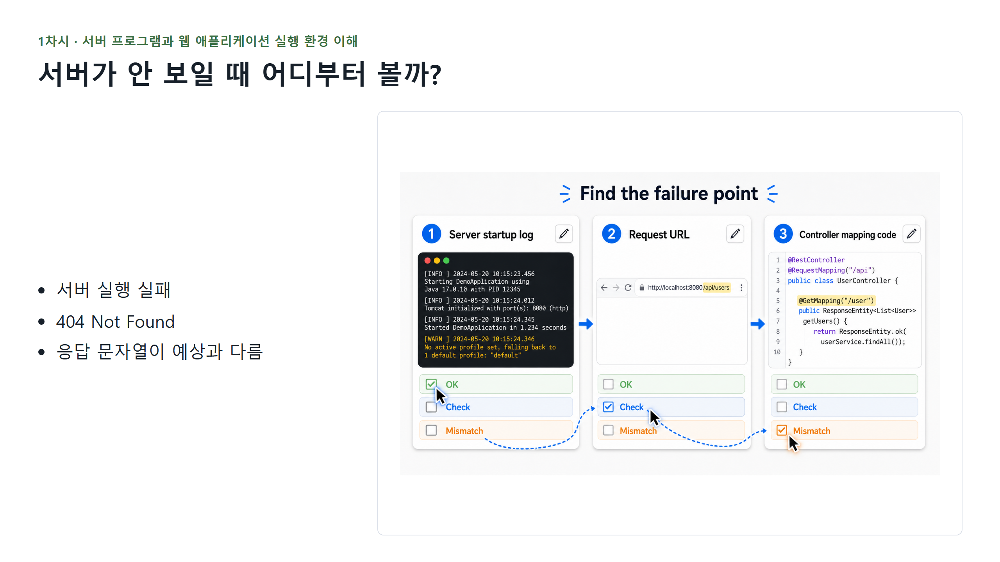 1차시 · 서버 프로그램과 웹 애플리케이션 실행 환경 이해
서버가 안 보일 때 어디부터 볼까?
• 서버 실행 실패
• 404 Not Found
• 응답 문자열이 예상과 다름
Find the failure point
1 Server startup log
[INFO ] 2024-05-20 10:15:23.456
Starting DemoApplication using
Java 17.0.10 with PID 12345
[INFO ] 2024-05-20 10:15:24.012
Tomcat initialized with port(s): 8080 (http)
[INFO ] 2024-05-20 10:15:24.345
Started DemoApplication in 1.234 seconds
[WARN ] 2024-05-20 10:15:24.346
No active profile set, falling back to
1 default profile: "default"
OK
Check
Mismatch
2 Request URL
http://localhost:8080/api/users
OK
Check
Mismatch
3 Controller mapping code
1 @RestController
2 @RequestMapping("/api")
3 public class UserController {
4
5 @GetMapping("/user")
6 public ResponseEntity<List<User>>
7 getUsers() {
8 return ResponseEntity.ok(
9 userService.findAll());
10 }
}
OK
Check
Mismatch